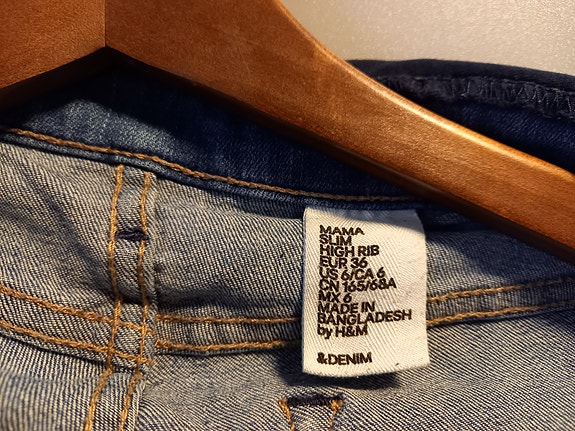 MAMA
SLIM
HIGH RIB
EUR 36
US 6/CA 6
CN 165/68A
MX 6
MADE IN
BANGLADESH
by H&M
&DENIM